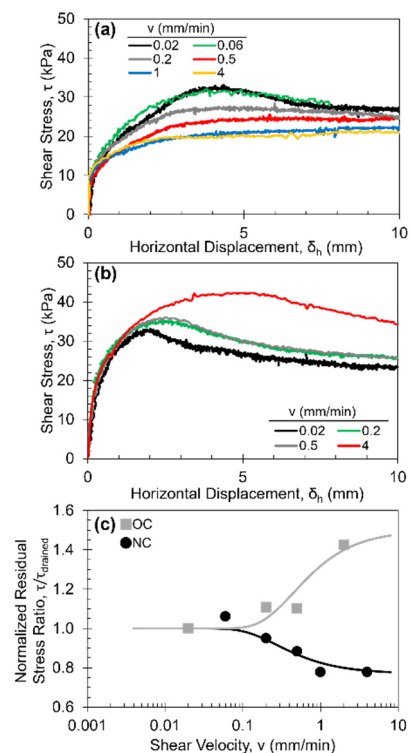 (a)
v (mm/min)
0.02 0.06
0.2 0.5
1 4
50
40
30
20
10
0
Shear Stress, τ (kPa)
0 5 10
Horizontal Displacement, δh (mm)
(b)
50
40
30
20
10
0
Shear Stress, τ (kPa)
v (mm/min)
0.02 0.2
0.5 4
0 5 10
Horizontal Displacement, δh (mm)
(c)
OC
NC
1.6
1.4
1.2
1.0
0.8
0.6
Normalized Residual
Stress Ratio, τ/τdrained
0.001 0.01 0.1 1 10
Shear Velocity, v (mm/min)